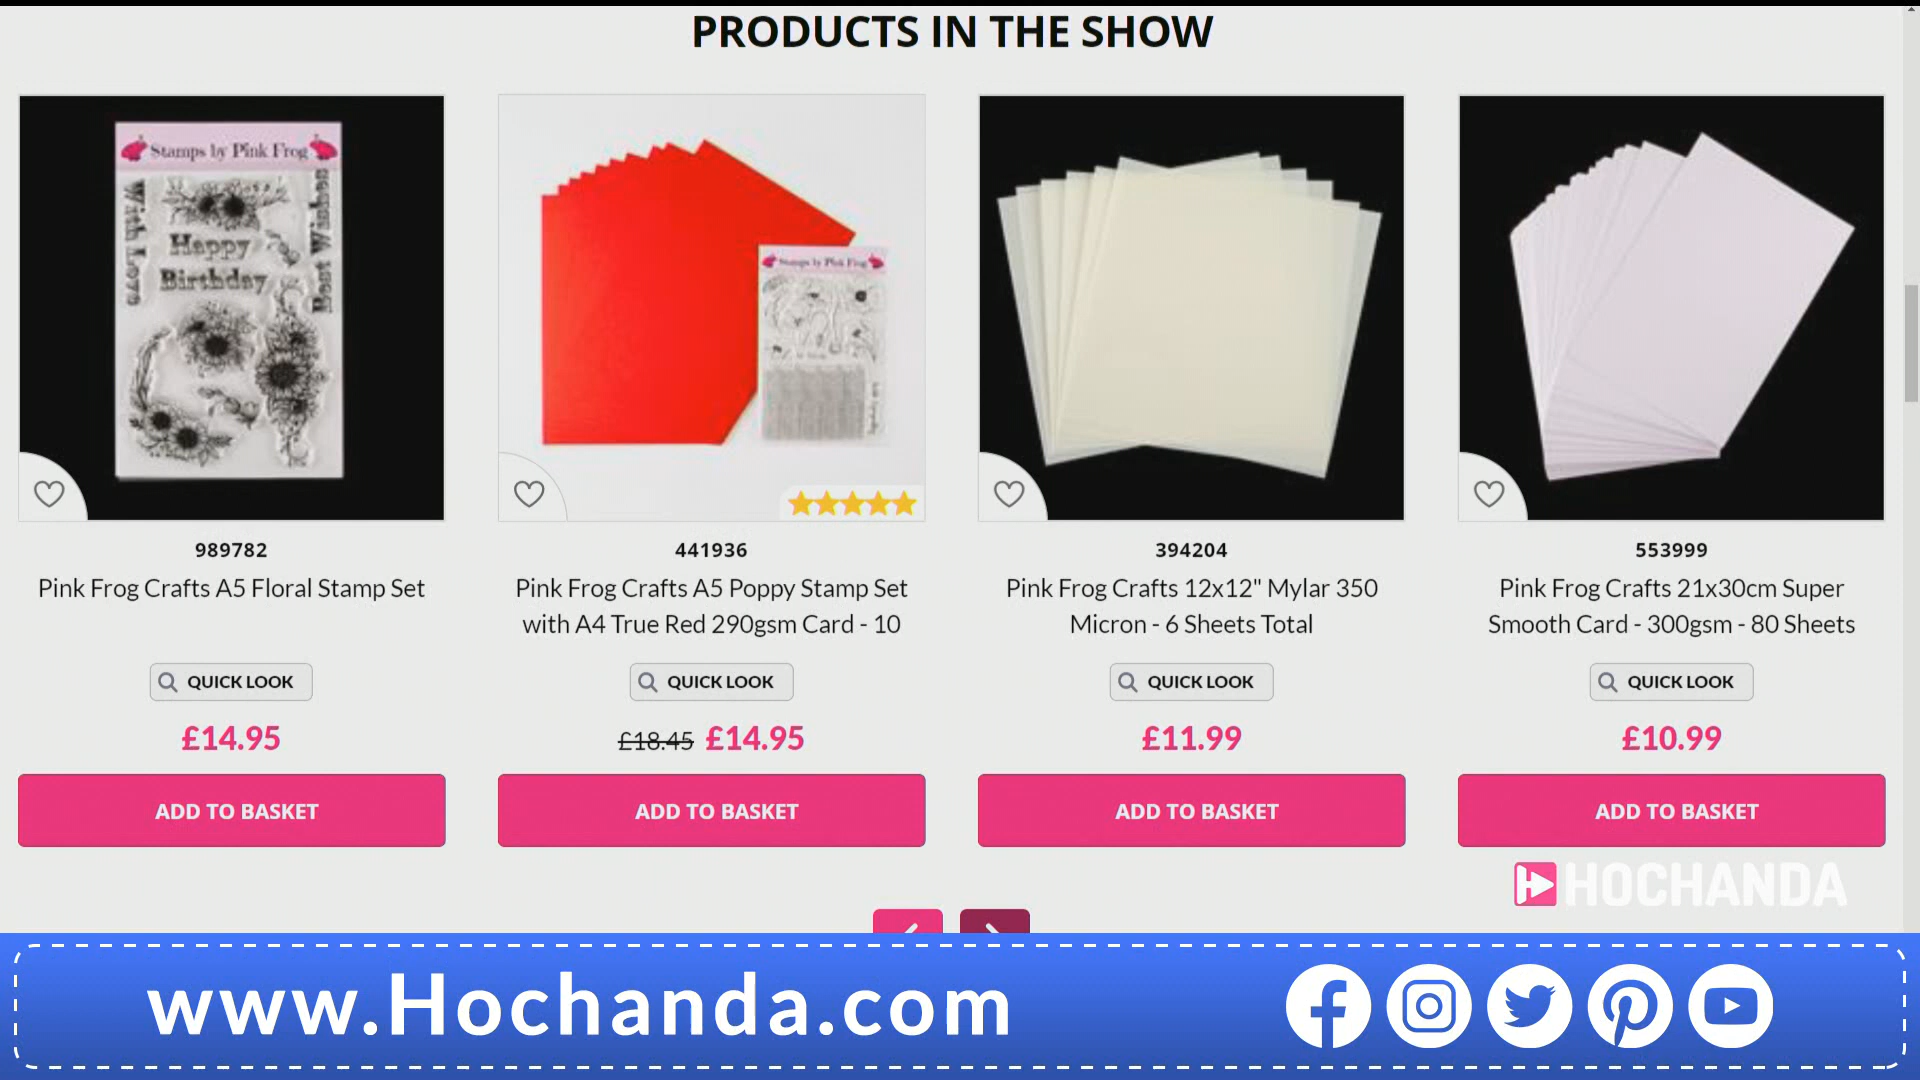 PRODUCTS IN THE SHOW
Stamps by Pink Frog
With Love
Happy
Birthday
Best Wishes
Stamps by Pink Frog
989782
441936
394204
553999
Pink Frog Crafts A5 Floral Stamp Set
Pink Frog Crafts A5 Poppy Stamp Set
with A4 True Red 290gsm Card - 10
Pink Frog Crafts 12x12" Mylar 350
Micron - 6 Sheets Total
Pink Frog Crafts 21x30cm Super
Smooth Card - 300gsm - 80 Sheets
QUICK LOOK
QUICK LOOK
QUICK LOOK
QUICK LOOK
£14.95
£18.45 £14.95
£11.99
£10.99
ADD TO BASKET
ADD TO BASKET
ADD TO BASKET
ADD TO BASKET
HOCHANDA
www.Hochanda.com